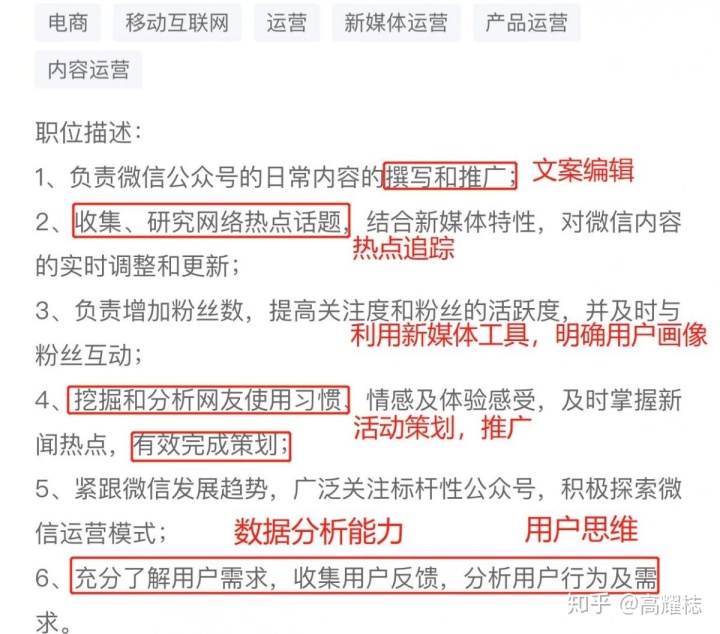 电商 移动互联网 运营 新媒体运营 产品运营
内容运营
职位描述：
1、负责微信公众号的日常内容的撰写和推广； 文案编辑
2、收集、研究网络热点话题，结合新媒体特性，对微信内容
热点追踪
的实时调整和更新；
3、负责增加粉丝数，提高关注度和粉丝的活跃度，并及时与
利用新媒体工具，明确用户画像
粉丝互动；
4、挖掘和分析网友使用习惯、情感及体验感受，及时掌握新
活动策划，推广
闻热点，有效完成策划；
5、紧跟微信发展趋势，广泛关注标杆性公众号，积极探索微
信运营模式；
数据分析能力 用户思维
6、充分了解用户需求，收集用户反馈，分析用户行为及需
求。
知乎 @高耀梽